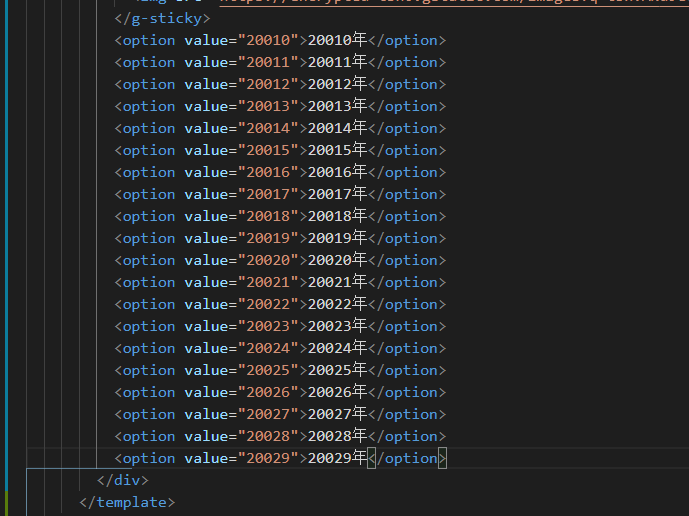 </g-sticky>
<option value="20010">20010年</option>
<option value="20011">20011年</option>
<option value="20012">20012年</option>
<option value="20013">20013年</option>
<option value="20014">20014年</option>
<option value="20015">20015年</option>
<option value="20016">20016年</option>
<option value="20017">20017年</option>
<option value="20018">20018年</option>
<option value="20019">20019年</option>
<option value="20020">20020年</option>
<option value="20021">20021年</option>
<option value="20022">20022年</option>
<option value="20023">20023年</option>
<option value="20024">20024年</option>
<option value="20025">20025年</option>
<option value="20026">20026年</option>
<option value="20027">20027年</option>
<option value="20028">20028年</option>
<option value="20029">20029年</option>
</div>
</template>